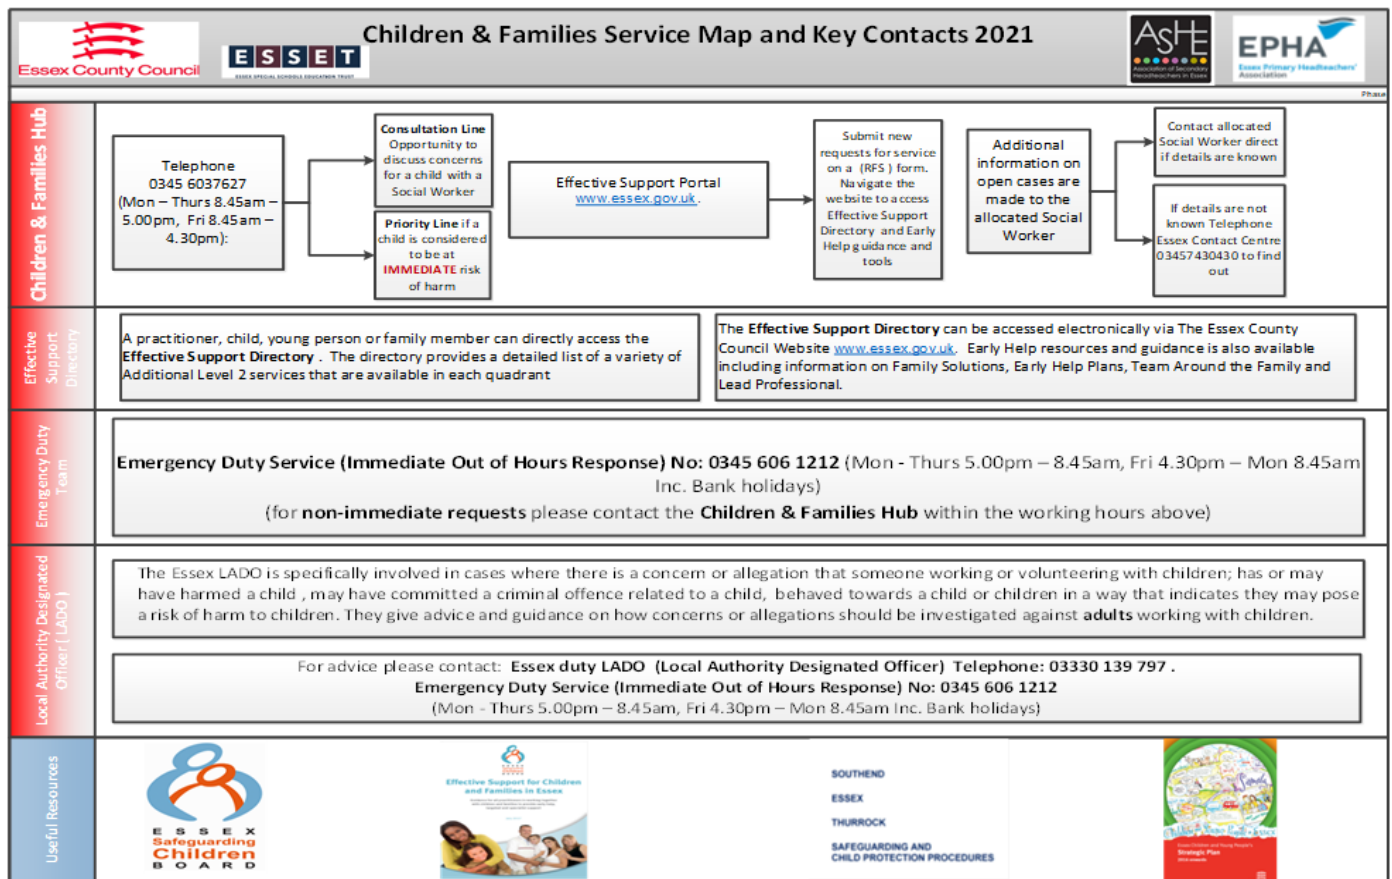 Children & Families Service Map and Key Contacts 2021
Essex County Council
ESSET
ESSEX SPECIAL SCHOOLS EDUCATION TRUST
ASHE
Association of Secondary
Headteachers in Essex
EPHA
Essex Primary Headteachers'
Association
Phase
Children & Families Hub
Telephone
0345 6037627
(Mon – Thurs 8.45am –
5.00pm, Fri 8.45am –
4.30pm):
Consultation Line
Opportunity to
discuss concerns
for a child with a
Social Worker
Priority Line if a
child is considered
to be at
IMMEDIATE risk
of harm
Effective Support Portal
www.essex.gov.uk.
Submit new
requests for service
on a (RFS) form.
Navigate the
website to access
Effective Support
Directory and Early
Help guidance and
tools
Additional
information on
open cases are
made to the
allocated Social
Worker
Contact allocated
Social Worker direct
if details are known
If details are not
known Telephone
Essex Contact Centre
03457430430 to find
out
Effective
Support
Directory
A practitioner, child, young person or family member can directly access the
Effective Support Directory . The directory provides a detailed list of a variety of
Additional Level 2 services that are available in each quadrant
The Effective Support Directory can be accessed electronically via The Essex County
Council Website www.essex.gov.uk. Early Help resources and guidance is also available
including information on Family Solutions, Early Help Plans, Team Around the Family and
Lead Professional.
Emergency Duty
Team
Emergency Duty Service (Immediate Out of Hours Response) No: 0345 606 1212 (Mon - Thurs 5.00pm – 8.45am, Fri 4.30pm – Mon 8.45am
Inc. Bank holidays)
(for non-immediate requests please contact the Children & Families Hub within the working hours above)
Local Authority Designated
Officer ( LADO )
The Essex LADO is specifically involved in cases where there is a concern or allegation that someone working or volunteering with children; has or may
have harmed a child , may have committed a criminal offence related to a child, behaved towards a child or children in a way that indicates they may pose
a risk of harm to children. They give advice and guidance on how concerns or allegations should be investigated against adults working with children.
For advice please contact: Essex duty LADO (Local Authority Designated Officer) Telephone: 03330 139 797 .
Emergency Duty Service (Immediate Out of Hours Response) No: 0345 606 1212
(Mon - Thurs 5.00pm – 8.45am, Fri 4.30pm – Mon 8.45am Inc. Bank holidays)
Useful Resources
ESSEX
Safeguarding
Children
BOARD
Effective Support for Children
and Families in Essex
SOUTHEND
ESSEX
THURROCK
SAFEGUARDING AND
CHILD PROTECTION PROCEDURES
Essex Children and Young People's
Strategic Plan